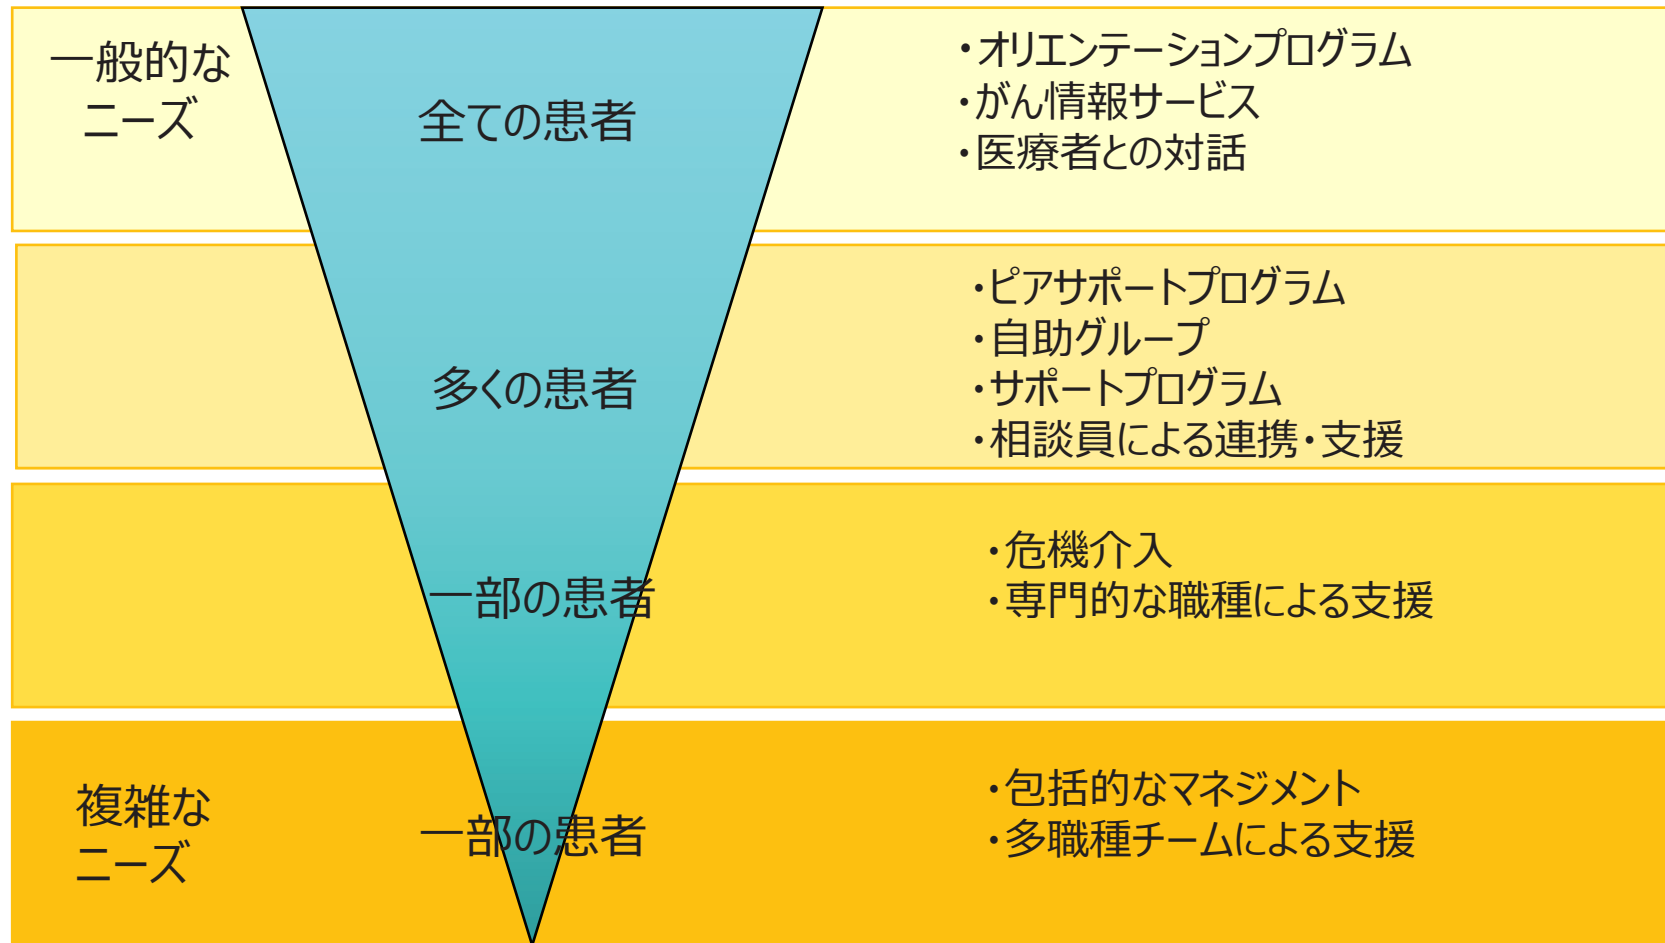 一般的な
ニーズ
全ての患者
・オリエンテーションプログラム
・がん情報サービス
・医療者との対話
多くの患者
・ピアサポートプログラム
・自助グループ
・サポートプログラム
・相談員による連携・支援
一部の患者
・危機介入
・専門的な職種による支援
複雑な
ニーズ
一部の患者
・包括的なマネジメント
・多職種チームによる支援